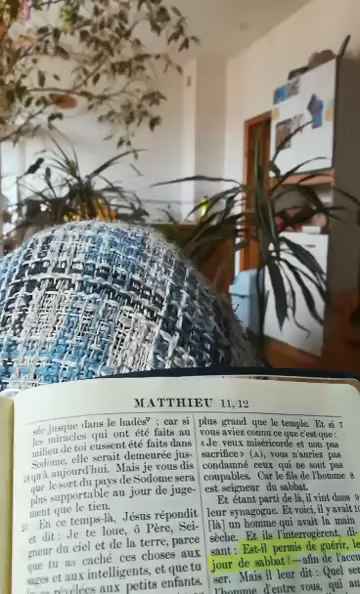 MATTHIEU 11, 12
sée jusque dans le hadès ; car si
les miracles qui ont été faits au
milieu de toi eussent été faits dans
Sodome, elle serait demeurée jus-
qu'à aujourd'hui. Mais je vous dis
que le sort du pays de Sodome sera
plus supportable au jour de juge-
ment que le tien.
25 En ce temps-là, Jésus répondit
et dit : Je te loue, ô Père, Sei-
gneur du ciel et de la terre, parce
que tu as caché ces choses aux
sages et aux intelligents, et que tu
les révélées aux petits enfants.
plus grand que le temple. Et si 7
vous aviez connu ce que c'est que :
«Je veux miséricorde et non pas
sacrifice » (A), vous n'auriez pas
condamné ceux qui ne sont pas
coupables. Car le fils de l'homme 8
est seigneur du sabbat.
Et étant parti de là, il vint dans 9
leur synagogue. Et voici, il y avait 10
[là] un homme qui avait la main
sèche. Et ils l'interrogèrent, di-
sant : Est-il permis de guérir, le
jour de sabbat ? —afin de l'accu-
ser. Mais il leur dit : Quel
l'homme d'entre vous, qui